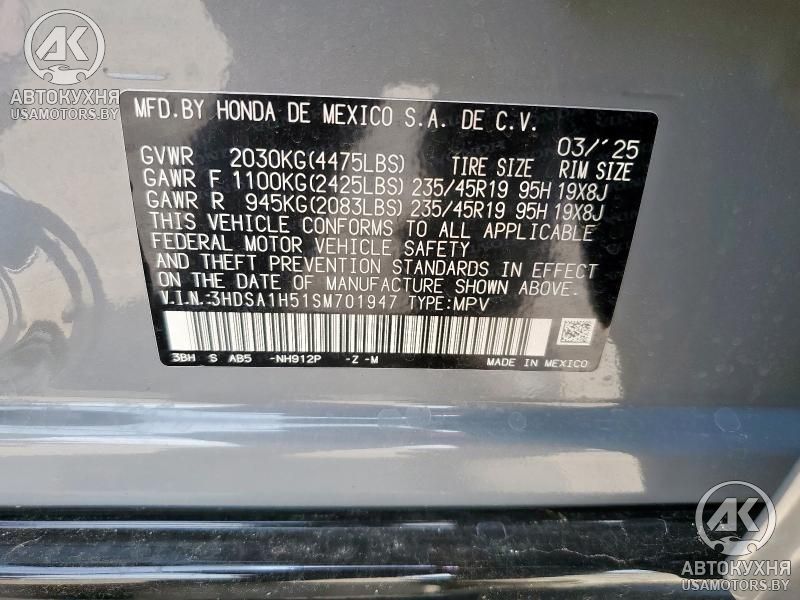 AK
АВТОКУХНЯ
USAMOTORS.BY
MFD.BY HONDA DE MEXICO S.A. DE C.V.
03/'25
GVWR 2030KG(4475LBS) TIRE SIZE RIM SIZE
GAWR F 1100KG(2425LBS) 235/45R19 95H 19X8J
GAWR R 945KG(2083LBS) 235/45R19 95H 19X8J
THIS VEHICLE CONFORMS TO ALL APPLICABLE
FEDERAL MOTOR VEHICLE SAFETY
AND THEFT PREVENTION STANDARDS IN EFFECT
ON THE DATE OF MANUFACTURE SHOWN ABOVE.
V.I.N.:3HDSA1H51SM701947 TYPE:MPV
3BH S AB5 -NH912P -Z -M MADE IN MEXICO
AK
АВТОКУХНЯ
USAMOTORS.BY